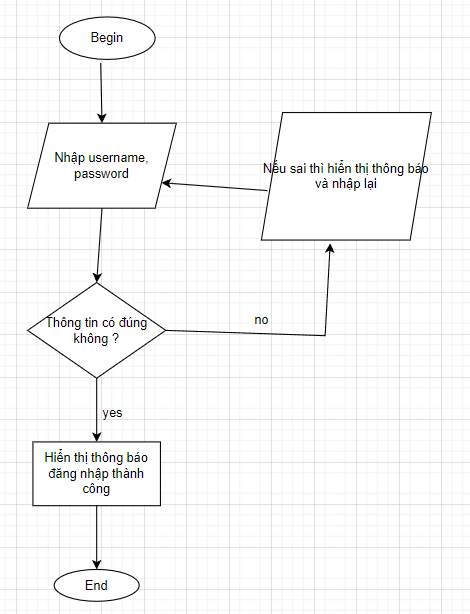 Begin
Nhập username,
password
Nếu sai thì hiển thị thông báo
và nhập lại
Thông tin có đúng
không ?
no
yes
Hiển thị thông báo
đăng nhập thành
công
End